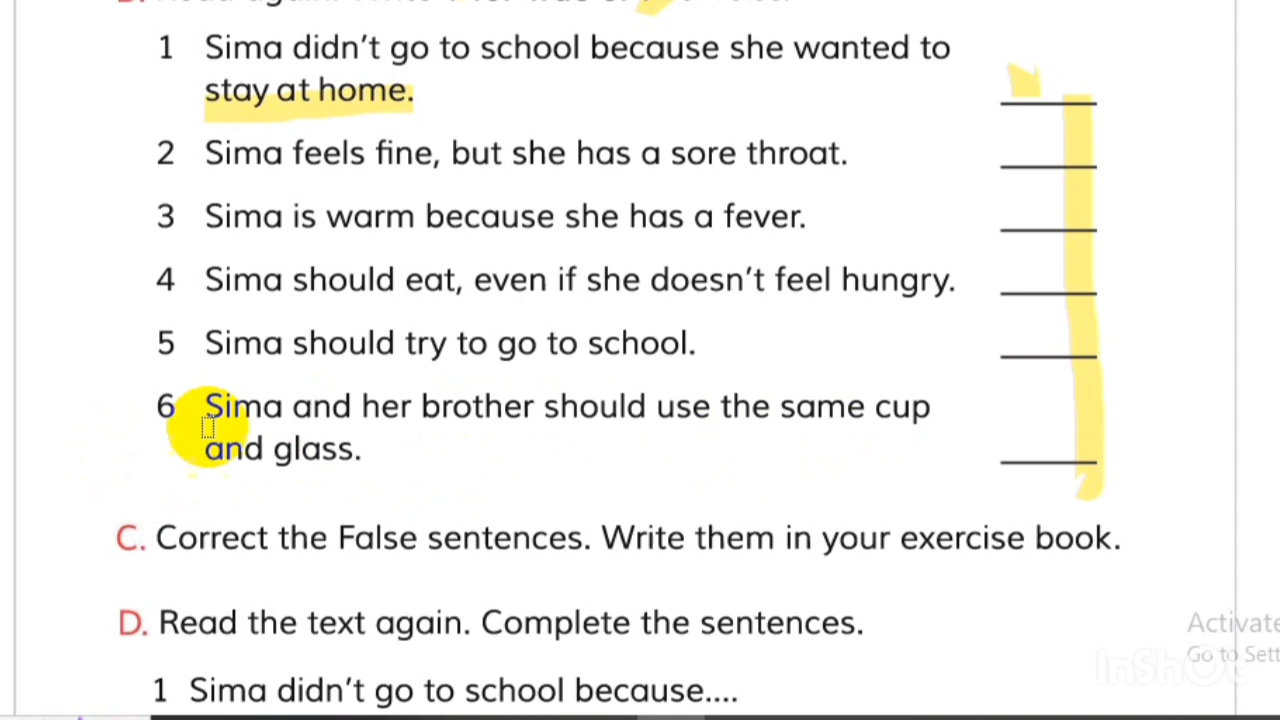 1 Sima didn't go to school because she wanted to
stay at home.
2 Sima feels fine, but she has a sore throat.
3 Sima is warm because she has a fever.
4 Sima should eat, even if she doesn't feel hungry.
5 Sima should try to go to school.
6 Sima and her brother should use the same cup
and glass.
C. Correct the False sentences. Write them in your exercise book.
D. Read the text again. Complete the sentences.
Activate
Go to Sett
InShOt
1 Sima didn't go to school because....